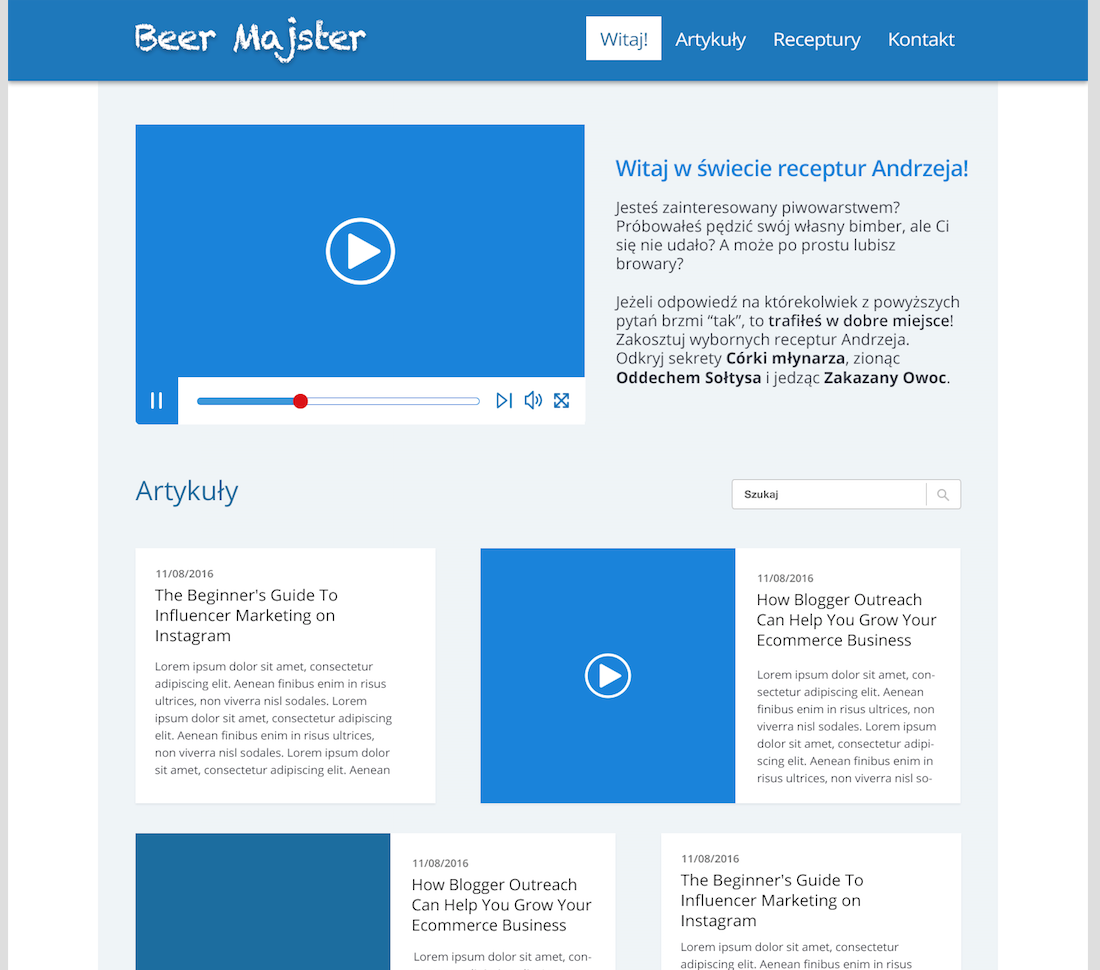 Beer Majster
Witaj! Artykuły Receptury Kontakt
Witaj w świecie receptur Andrzeja!
Jesteś zainteresowany piwowarstwem?
Próbowałeś pędzić swój własny bimber, ale Ci
się nie udało? A może po prostu lubisz
browary?
Jeżeli odpowiedź na którekolwiek z powyższych
pytań brzmi “tak”, to trafiłeś w dobre miejsce!
Zakosztuj wybornych receptur Andrzeja.
Odkryj sekrety Córki młynarza, zionąc
Oddechem Sołtysa i jedząc Zakazany Owoc.
Artykuły
Szukaj
11/08/2016
The Beginner's Guide To
Influencer Marketing on
Instagram
Lorem ipsum dolor sit amet, consectetur
adipiscing elit. Aenean finibus enim in risus
ultrices, non viverra nisl sodales. Lorem
ipsum dolor sit amet, consectetur adipiscing
elit. Aenean finibus enim in risus ultrices,
non viverra nisl sodales. Lorem ipsum dolor
sit amet, consectetur adipiscing elit. Aenean
11/08/2016
How Blogger Outreach
Can Help You Grow Your
Ecommerce Business
Lorem ipsum dolor sit amet, con-
sectetur adipiscing elit. Aenean
finibus enim in risus ultrices, non
viverra nisl sodales. Lorem ipsum
dolor sit amet, consectetur adipi-
scing elit. Aenean finibus enim in
risus ultrices, non viverra nisl so-
11/08/2016
How Blogger Outreach
Can Help You Grow Your
Ecommerce Business
Lorem ipsum dolor sit amet, con-
11/08/2016
The Beginner's Guide To
Influencer Marketing on
Instagram
Lorem ipsum dolor sit amet, consectetur
adipiscing elit. Aenean finibus enim in risus